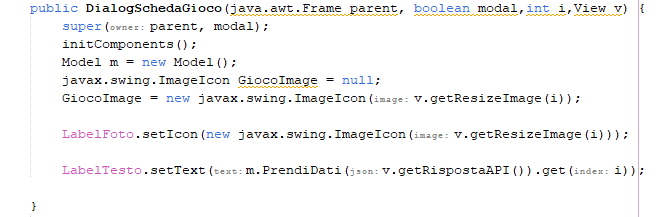 public DialogSchedaGioco(java.awt.Frame parent, boolean modal,int i,View v) {
super(owner: parent, modal);
initComponents();
Model m = new Model();
javax.swing.ImageIcon GiocoImage = null;
GiocoImage = new javax.swing.ImageIcon(image: v.getResizeImage(i));
LabelFoto.setIcon(new javax.swing.ImageIcon(image: v.getResizeImage(i)));
LabelTesto.setText(text: m.PrendiDati(json: v.getRispostaAPI()).get(index: i));
}